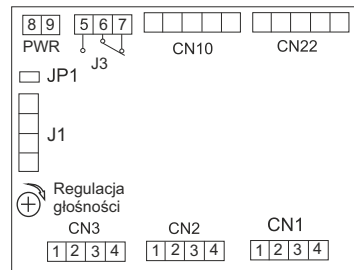 8 9
5 6 7
PWR
J3
CN10
CN22
JP1
J1
Regulacja
głośności
CN3
CN2
CN1
1 2 3 4
1 2 3 4
1 2 3 4